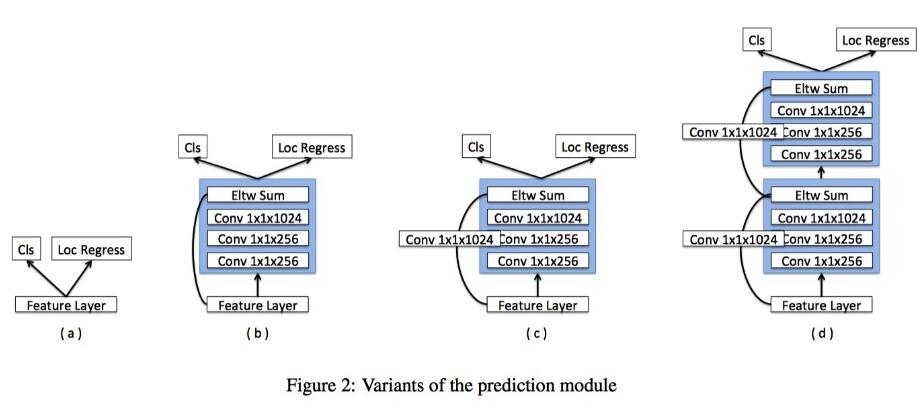 Cls
Loc Regress
Feature Layer
( a )
Cls
Loc Regress
Eltw Sum
Conv 1x1x1024
Conv 1x1x256
Conv 1x1x256
Feature Layer
( b )
Cls
Loc Regress
Eltw Sum
Conv 1x1x1024
Conv 1x1x1024
Conv 1x1x256
Conv 1x1x256
Feature Layer
( c )
Cls
Loc Regress
Eltw Sum
Conv 1x1x1024
Conv 1x1x1024
Conv 1x1x256
Conv 1x1x256
Eltw Sum
Conv 1x1x1024
Conv 1x1x1024
Conv 1x1x256
Conv 1x1x256
Feature Layer
( d )
Figure 2: Variants of the prediction module